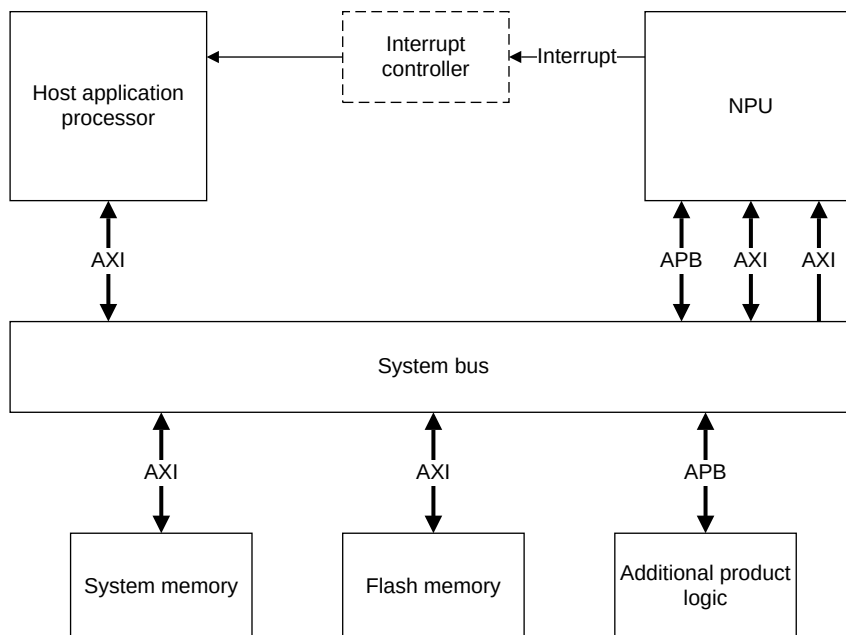 Interrupt
controller
Interrupt
Host application
processor
NPU
AXI
APB
AXI
AXI
System bus
AXI
AXI
APB
System memory
Flash memory
Additional product
logic